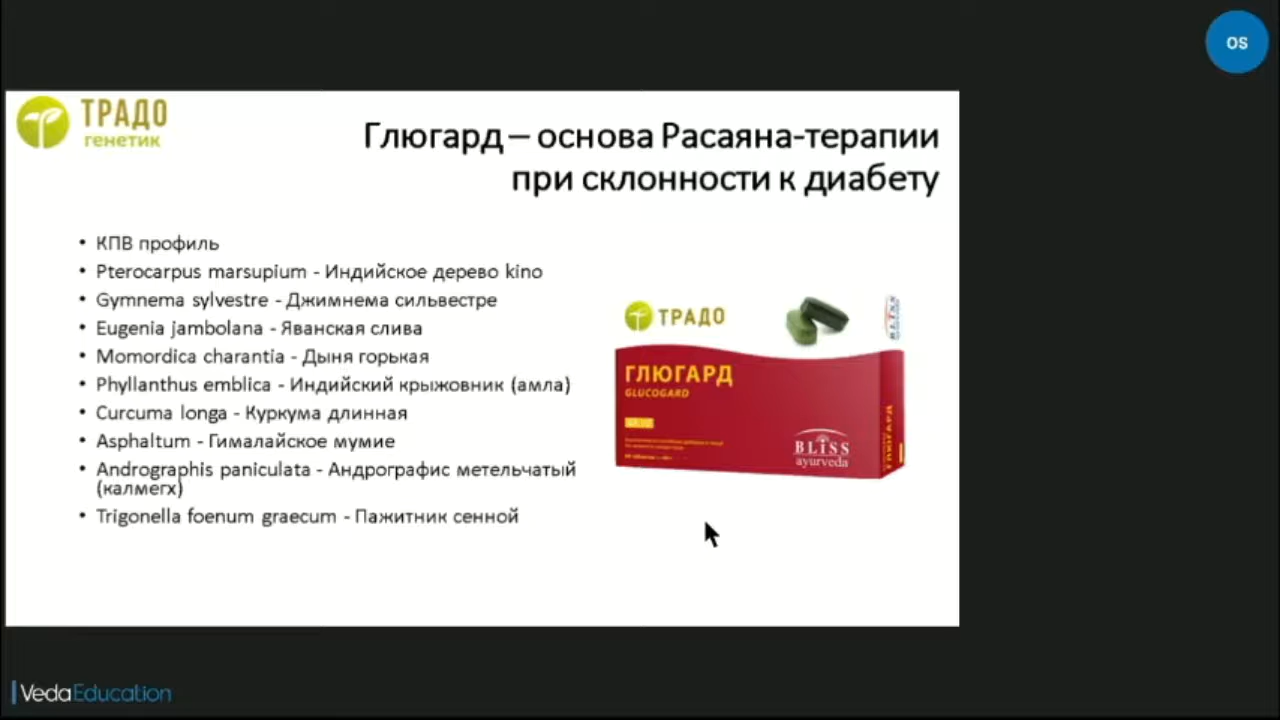 OS
ТРАДО
генетик
Глюгард – основа Расаяна-терапии
при склонности к диабету
• КПВ профиль
• Pterocarpus marsupium - Индийское дерево kino
• Gymnema sylvestre - Джимнема сильвестре
• Eugenia jambolana - Яванская слива
• Momordica charantia - Дыня горькая
• Phyllanthus emblica - Индийский крыжовник (амла)
• Curcuma longa - Куркума длинная
• Asphaltum - Гималайское мумие
• Andrographis paniculata - Андрографис метельчатый
(калмегх)
• Trigonella foenum graecum - Пажитник сенной
ТРАДО
BLISS
ГЛЮГАРД
GLUCOGARD
BLISS
ayurveda
ГЛЮГАРД
VedaEducation